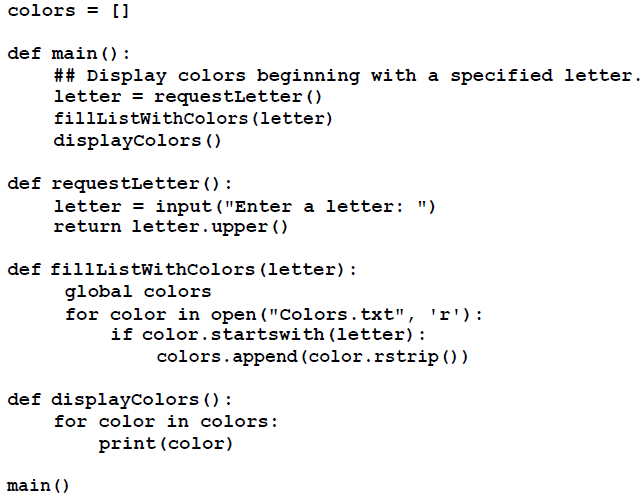 colors = []

def main():
    ## Display colors beginning with a specified letter.
    letter = requestLetter()
    fillListWithColors(letter)
    displayColors()

def requestLetter():
    letter = input("Enter a letter: ")
    return letter.upper()

def fillListWithColors(letter):
     global colors
     for color in open("Colors.txt", 'r'):
         if color.startswith(letter):
             colors.append(color.rstrip())

def displayColors():
    for color in colors:
        print(color)

main()